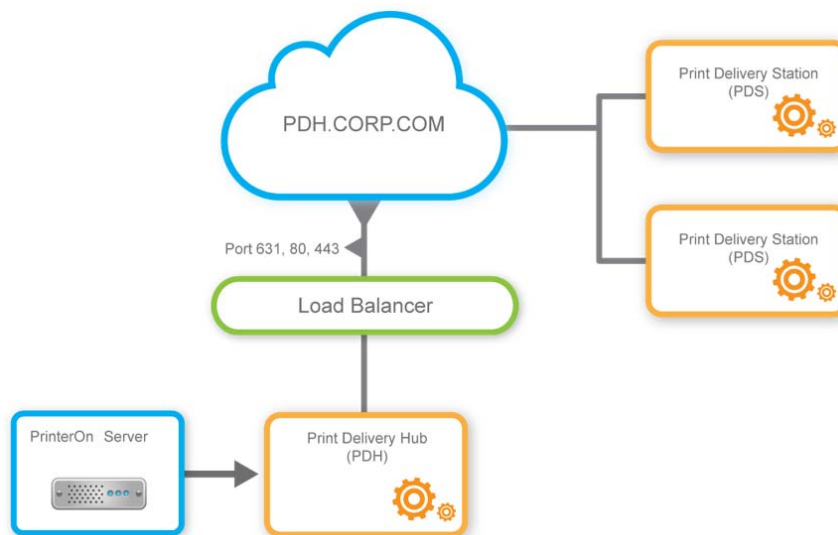 PDH.CORP.COM
Print Delivery Station
(PDS)
Port 631, 80, 443
Print Delivery Station
(PDS)
Load Balancer
PrinterOn Server
Print Delivery Hub
(PDH)